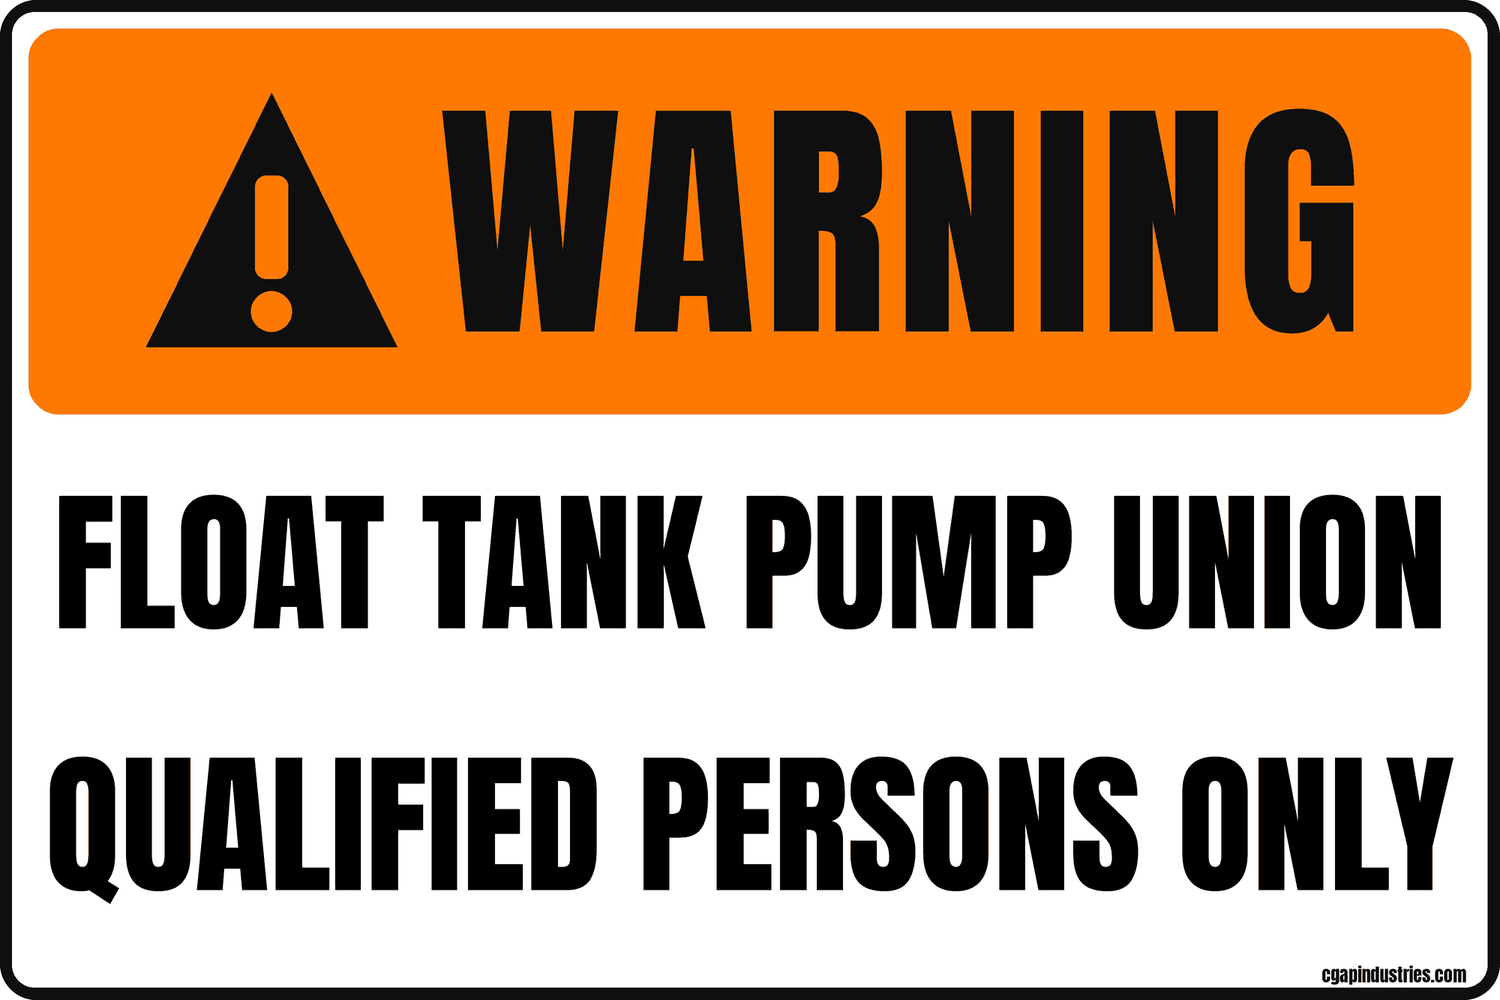 WARNING
FLOAT TANK PUMP UNION
QUALIFIED PERSONS ONLY
cgapindustries.com